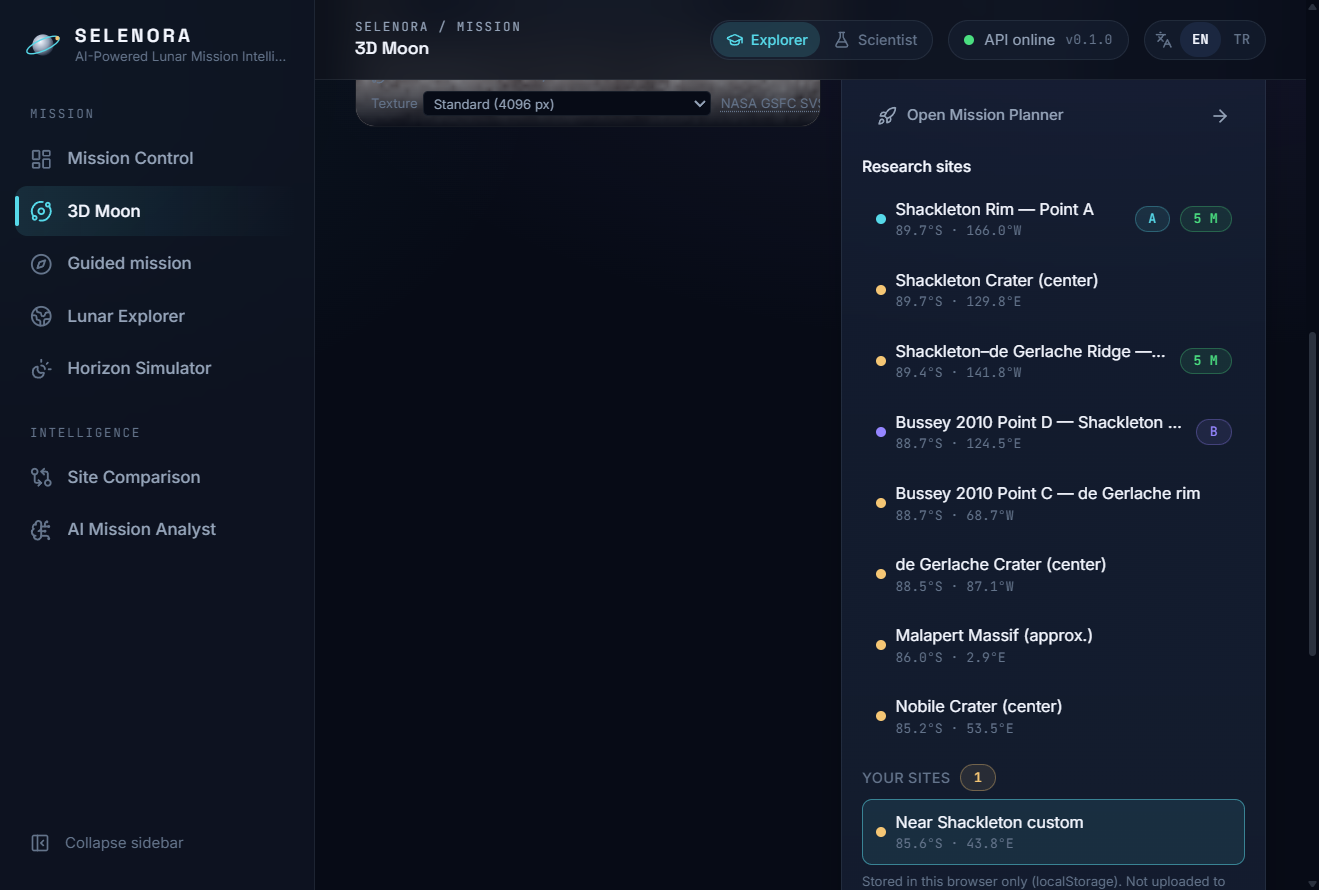 SELENORA
AI-Powered Lunar Mission Intelli...
MISSION
Mission Control
3D Moon
Guided mission
Lunar Explorer
Horizon Simulator
INTELLIGENCE
Site Comparison
AI Mission Analyst
Collapse sidebar
SELENORA / MISSION
3D Moon
Explorer
Scientist
API online v0.1.0
EN
TR
Texture
Standard (4096 px)
NASA GSFC SVS
Open Mission Planner
Research sites
Shackleton Rim — Point A
89.7°S · 166.0°W
A
5 M
Shackleton Crater (center)
89.7°S · 129.8°E
Shackleton–de Gerlache Ridge —...
89.4°S · 141.8°W
5 M
Bussey 2010 Point D — Shackleton ...
88.7°S · 124.5°E
B
Bussey 2010 Point C — de Gerlache rim
88.7°S · 68.7°W
de Gerlache Crater (center)
88.5°S · 87.1°W
Malapert Massif (approx.)
86.0°S · 2.9°E
Nobile Crater (center)
85.2°S · 53.5°E
YOUR SITES 1
Near Shackleton custom
85.6°S · 43.8°E
Stored in this browser only (localStorage). Not uploaded to